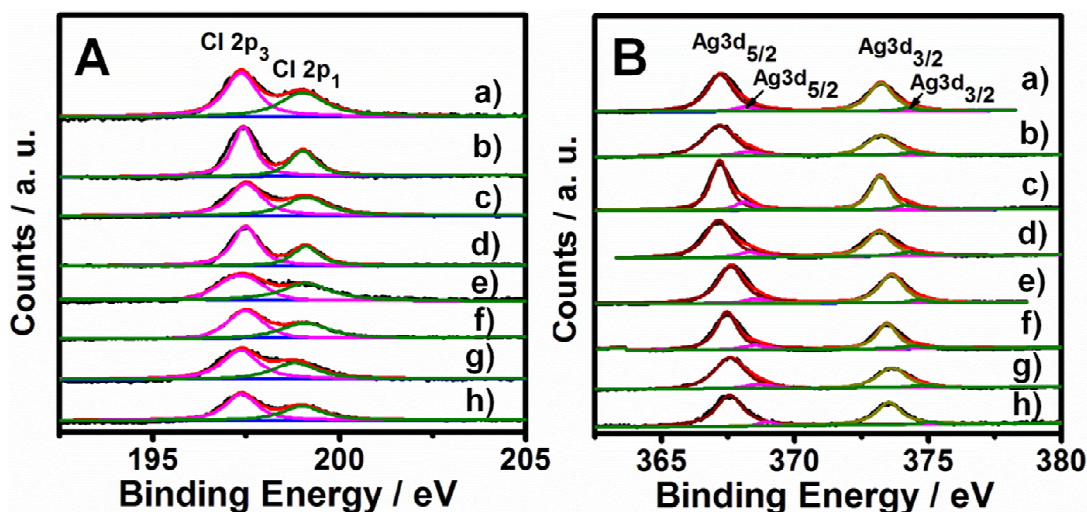 A
Cl 2p3
Cl 2p1
a)
b)
c)
d)
e)
f)
g)
h)
Counts / a. u.
195 200 205
Binding Energy / eV
B
Ag3d5/2
Ag3d5/2
Ag3d3/2
Ag3d3/2
a)
b)
c)
d)
e)
f)
g)
h)
Counts / a. u.
365 370 375 380
Binding Energy / eV